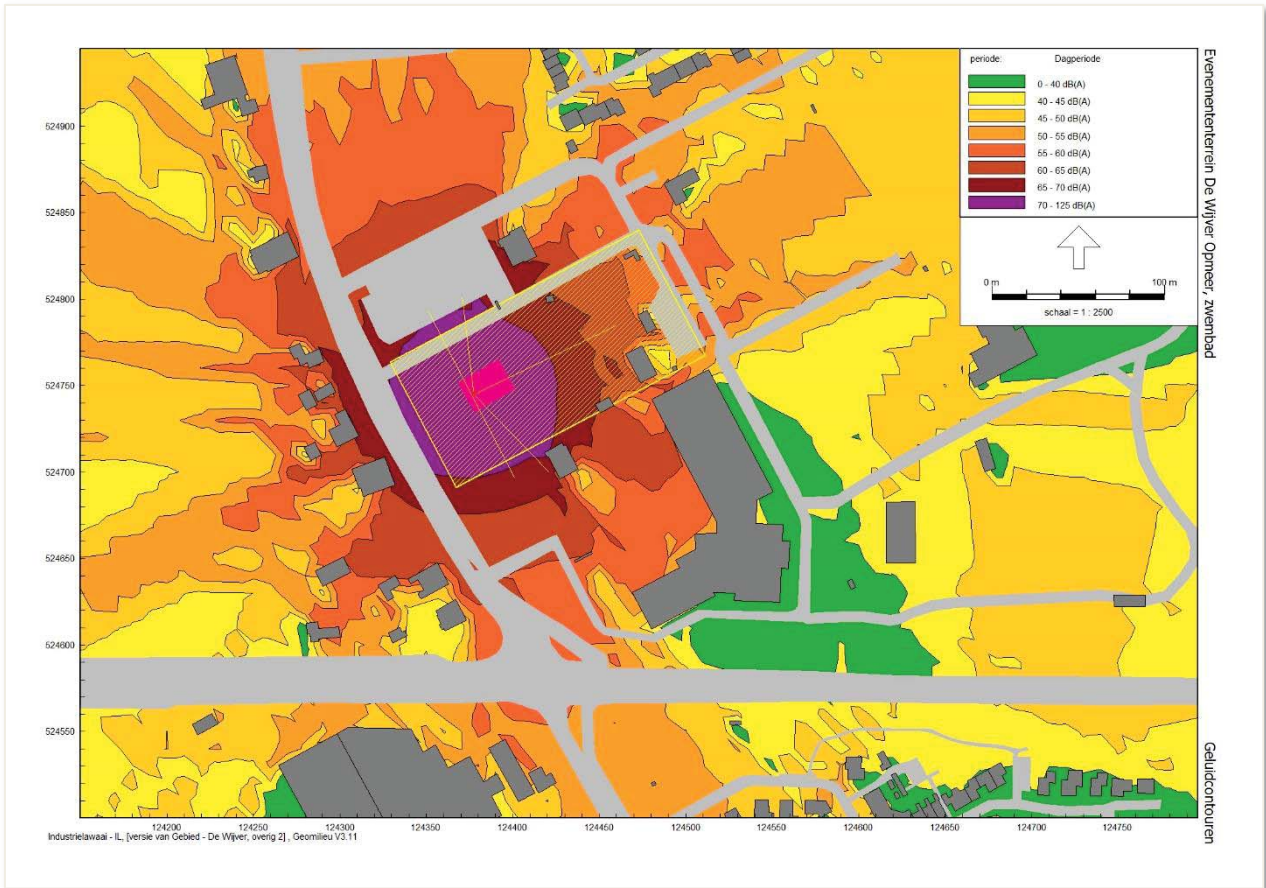 periode: Dagperiode
0 - 40 dB(A)
40 - 45 dB(A)
45 - 50 dB(A)
50 - 55 dB(A)
55 - 60 dB(A)
60 - 65 dB(A)
65 - 70 dB(A)
70 - 125 dB(A)
0 m 100 m
schaal = 1 : 2500
Evenemententerrein De Wijver Opmeer, zwembad
Geluidcontouren
524900
524850
524800
524750
524700
524650
524600
524550
124200 124250 124300 124350 124400 124450 124500 124550 124600 124650 124700 124750
Industrielawaai - IL, [versie van Gebied - De Wijver, overig 2] , Geomilieu V3.11